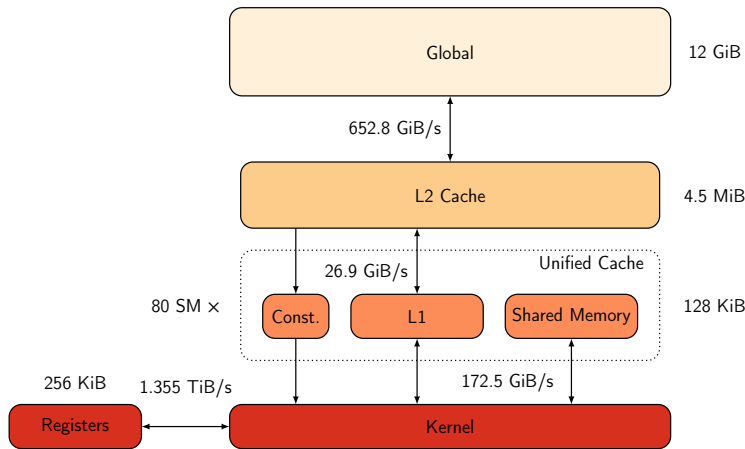 Global
12 GiB
652.8 GiB/s
L2 Cache
4.5 MiB
Unified Cache
26.9 GiB/s
80 SM ×
Const.
L1
Shared Memory
128 KiB
256 KiB
1.355 TiB/s
172.5 GiB/s
Registers
Kernel